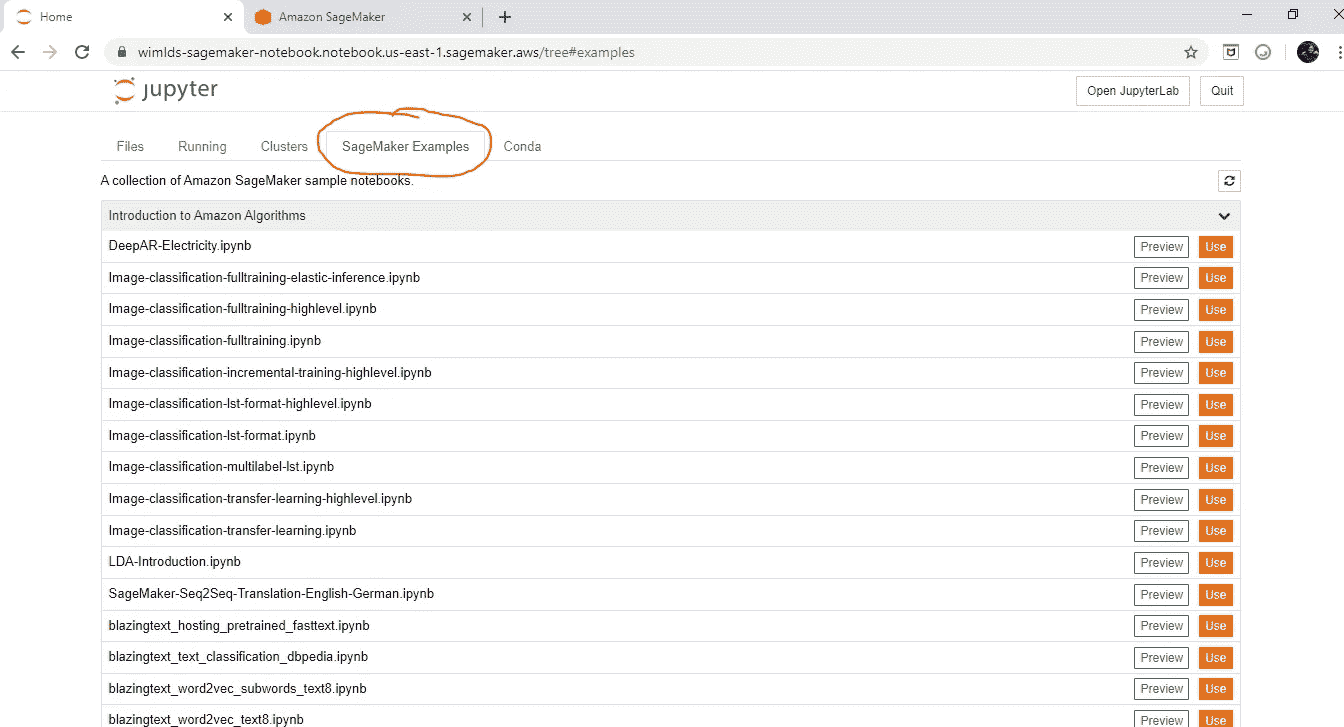 Home
Amazon SageMaker
wimlds-sagemaker-notebook.notebook.us-east-1.sagemaker.aws/tree#examples
jupyter
Open JupyterLab
Quit
Files
Running
Clusters
SageMaker Examples
Conda
A collection of Amazon SageMaker sample notebooks.
Introduction to Amazon Algorithms
DeepAR-Electricity.ipynb Preview Use
Image-classification-fulltraining-elastic-inference.ipynb Preview Use
Image-classification-fulltraining-highlevel.ipynb Preview Use
Image-classification-fulltraining.ipynb Preview Use
Image-classification-incremental-training-highlevel.ipynb Preview Use
Image-classification-lst-format-highlevel.ipynb Preview Use
Image-classification-lst-format.ipynb Preview Use
Image-classification-multilabel-lst.ipynb Preview Use
Image-classification-transfer-learning-highlevel.ipynb Preview Use
Image-classification-transfer-learning.ipynb Preview Use
LDA-Introduction.ipynb Preview Use
SageMaker-Seq2Seq-Translation-English-German.ipynb Preview Use
blazingtext_hosting_pretrained_fasttext.ipynb Preview Use
blazingtext_text_classification_dbpedia.ipynb Preview Use
blazingtext_word2vec_subwords_text8.ipynb Preview Use
blazingtext_word2vec_text8.ipynb Preview Use